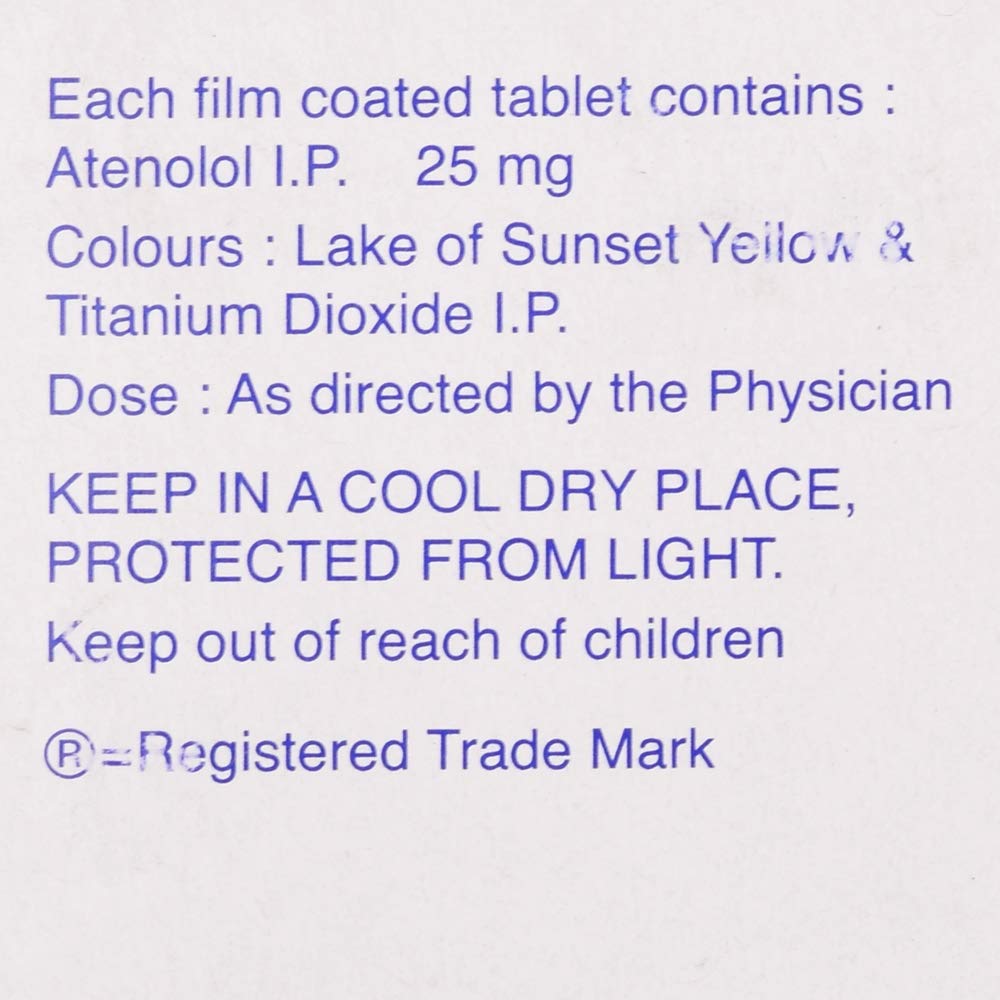 Each film coated tablet contains :
Atenolol I.P. 25 mg
Colours : Lake of Sunset Yellow &
Titanium Dioxide I.P.
Dose : As directed by the Physician
KEEP IN A COOL DRY PLACE,
PROTECTED FROM LIGHT.
Keep out of reach of children
®=Registered Trade Mark